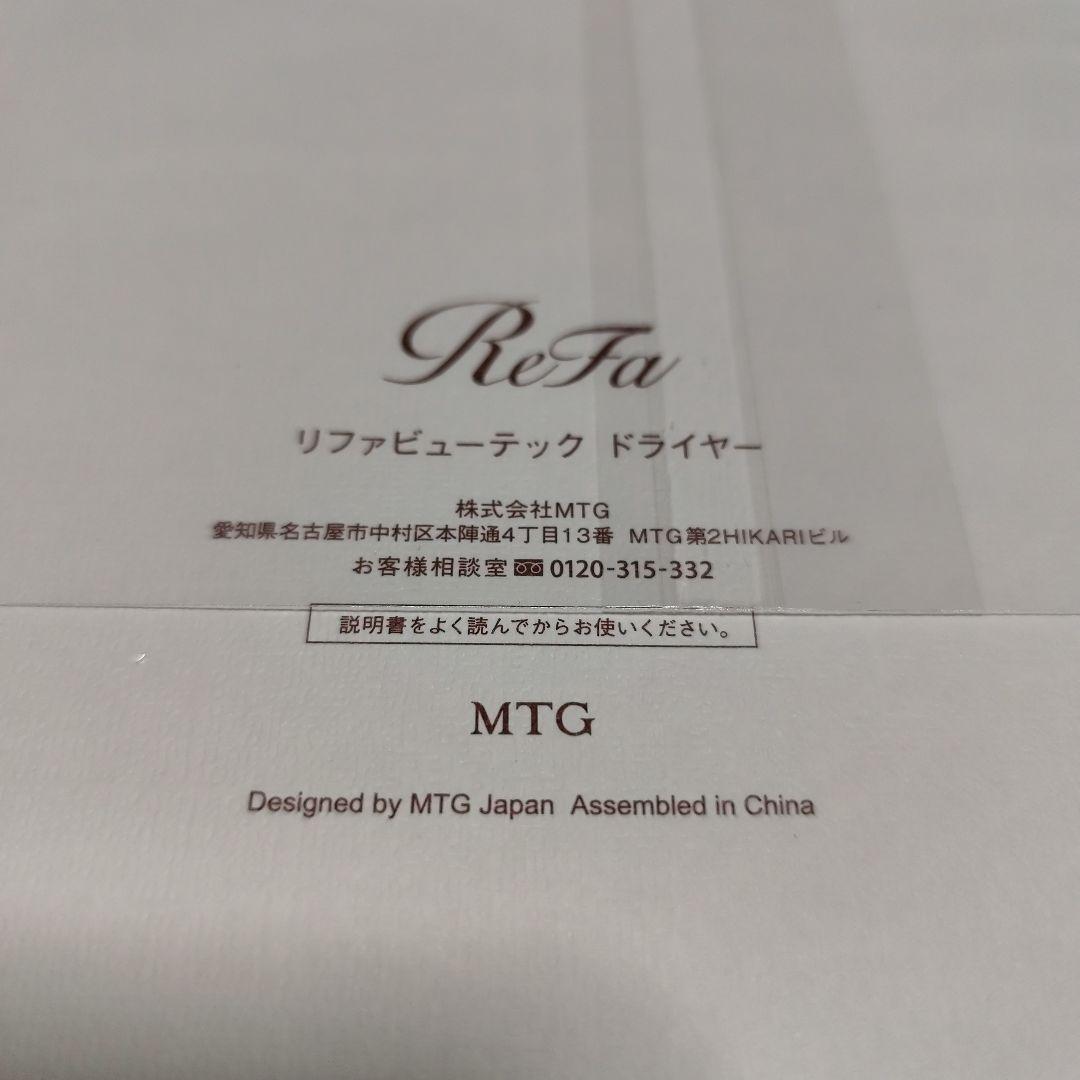 ReFa
リファビューテック ドライヤー
株式会社MTG
愛知県名古屋市中村区本陣通4丁目13番 MTG第2HIKARIビル
お客様相談室 0120-315-332
説明書をよく読んでからお使いください。
MTG
Designed by MTG Japan Assembled in China